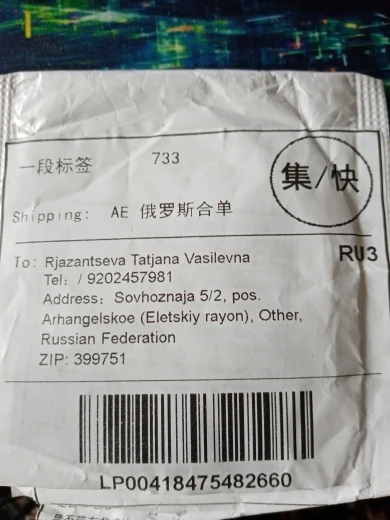 一段标签 733
集/快
Shipping: AE 俄罗斯合单
To: Rjazantseva Tatjana Vasilevna
RU3
Tel: / 9202457981
Address: Sovhoznaja 5/2, pos.
Arhangelskoe (Eletskiy rayon), Other,
Russian Federation
ZIP: 399751
LP00418475482660